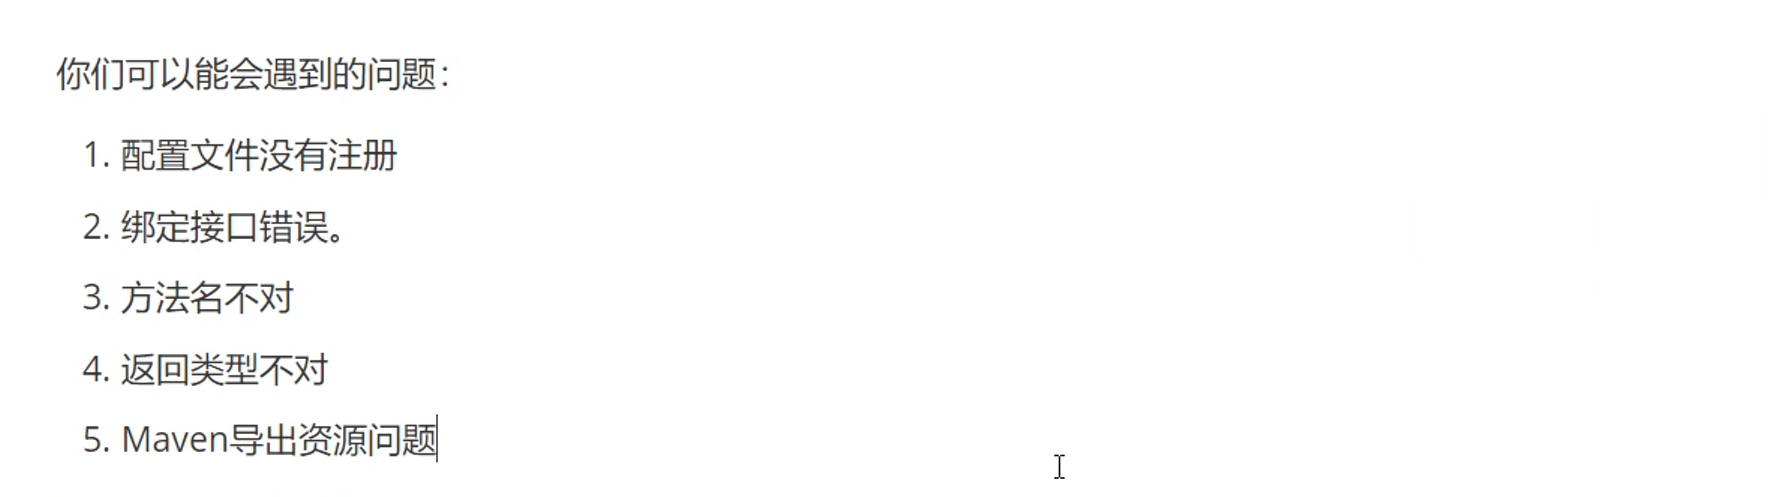 你们可以能会遇到的问题：
1. 配置文件没有注册
2. 绑定接口错误。
3. 方法名不对
4. 返回类型不对
5. Maven导出资源问题